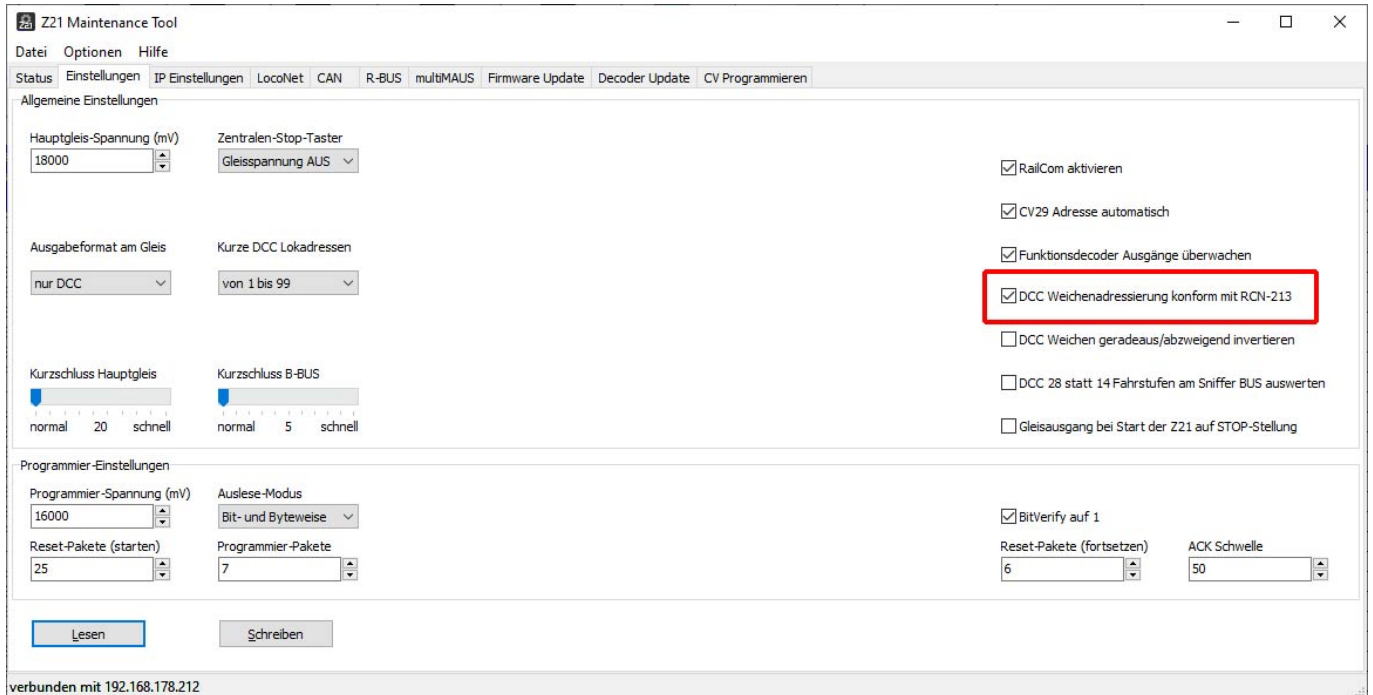 Z21 Maintenance Tool
Datei Optionen Hilfe
Status Einstellungen IP Einstellungen LocoNet CAN R-BUS multiMAUS Firmware Update Decoder Update CV Programmieren
Allgemeine Einstellungen
Hauptgleis-Spannung (mV) Zentralen-Stop-Taster
18000 Gleisspannung AUS
RailCom aktivieren
CV29 Adresse automatisch
Ausgabeformat am Gleis Kurze DCC Lokadressen
Funktionsdecoder Ausgänge überwachen
nur DCC von 1 bis 99
DCC Weichenadressierung konform mit RCN-213
DCC Weichen geradeaus/abzweigend invertieren
Kurzschluss Hauptgleis Kurzschluss B-BUS
DCC 28 statt 14 Fahrstufen am Sniffer BUS auswerten
normal 20 schnell normal 5 schnell
Gleisausgang bei Start der Z21 auf STOP-Stellung
Programmier-Einstellungen
Programmier-Spannung (mV) Auslese-Modus
16000 Bit- und Byteweise BitVerify auf 1
Reset-Pakete (starten) Programmier-Pakete Reset-Pakete (fortsetzen) ACK Schwelle
25 7 6 50
Lesen Schreiben
verbunden mit 192.168.178.212